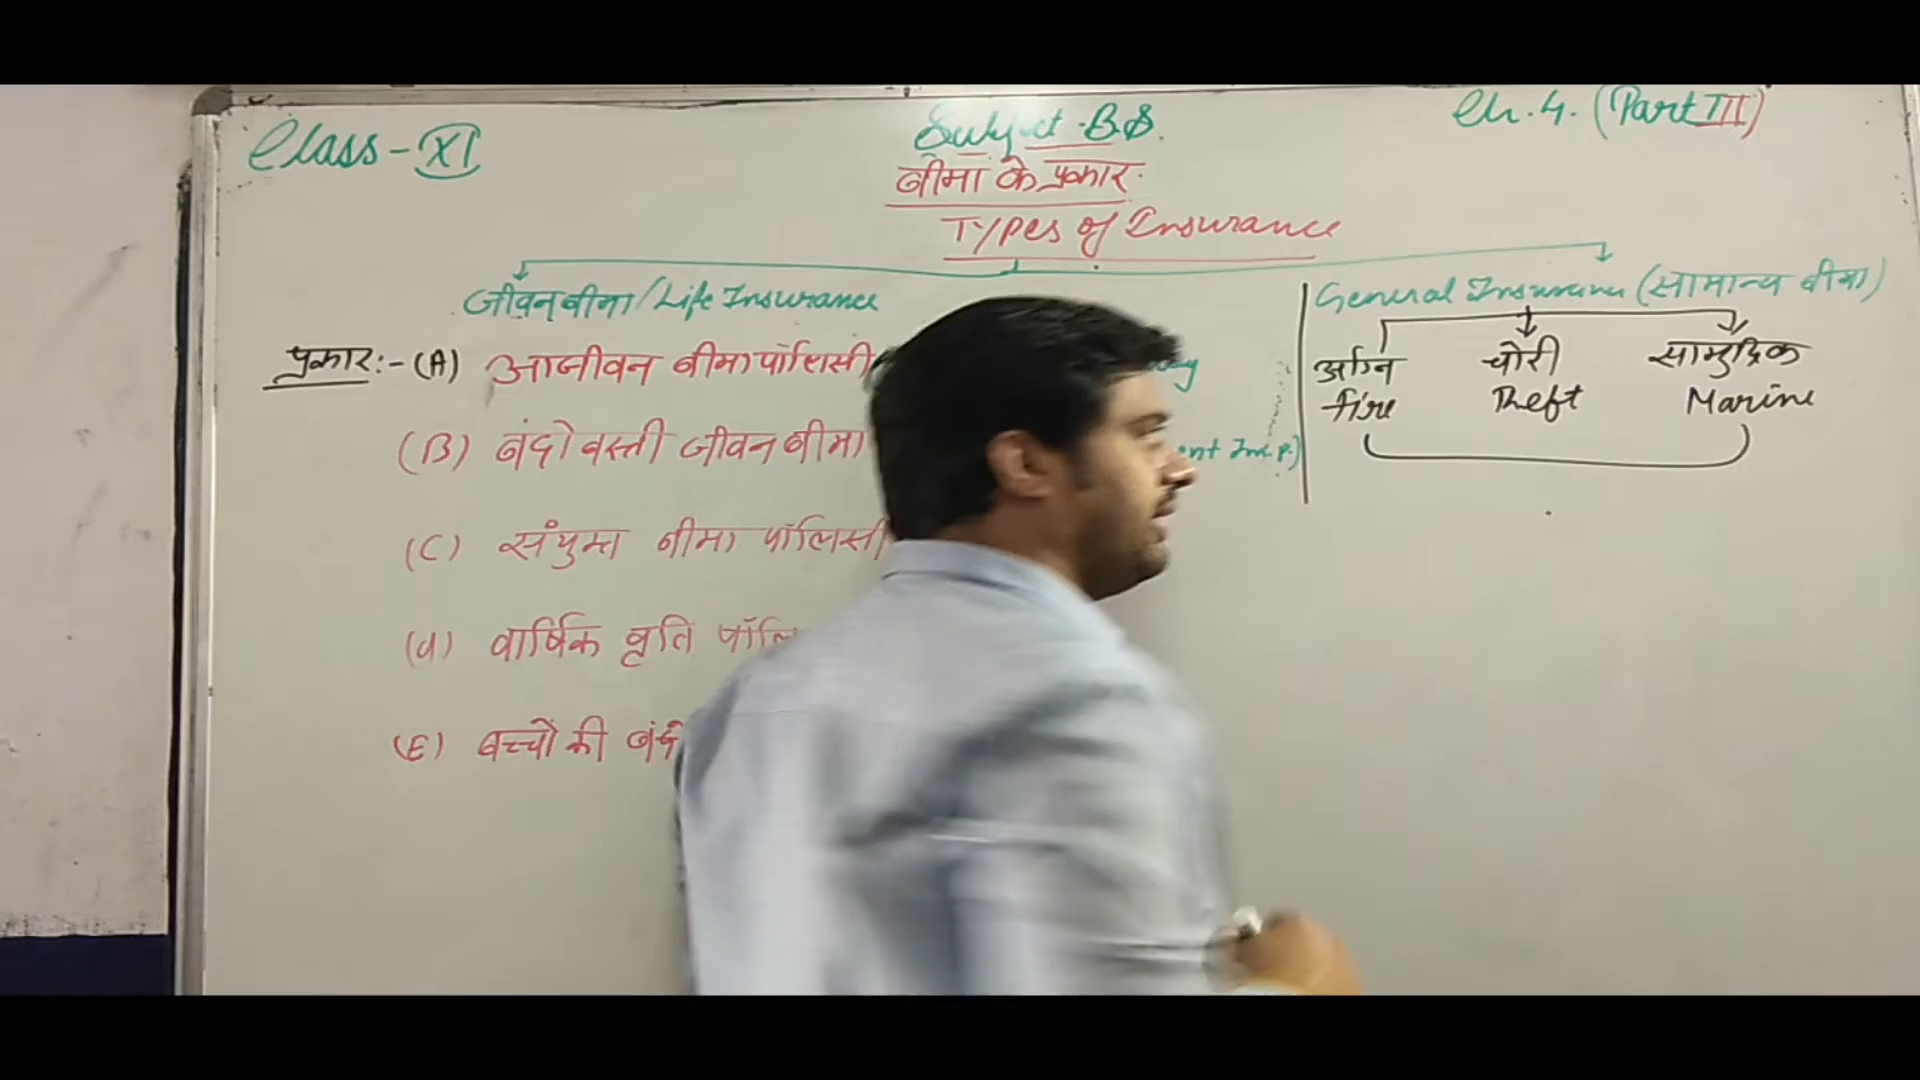 Class-XI
Subject-B.S.
Ch.4. (Part III)
बीमा के प्रकार
Types of Insurance
जीवन बीमा/Life Insurance
General Insurance (सामान्य बीमा)
प्रकार:- (A) आजीवन बीमा पॉलिसी
(B) बंदोबस्ती जीवन बीमा
(C) संयुक्त बीमा पॉलिसी
वार्षिक वृति
(E) बच्चों की
अग्नि चोरी सामुद्रिक
Fire Theft Marine